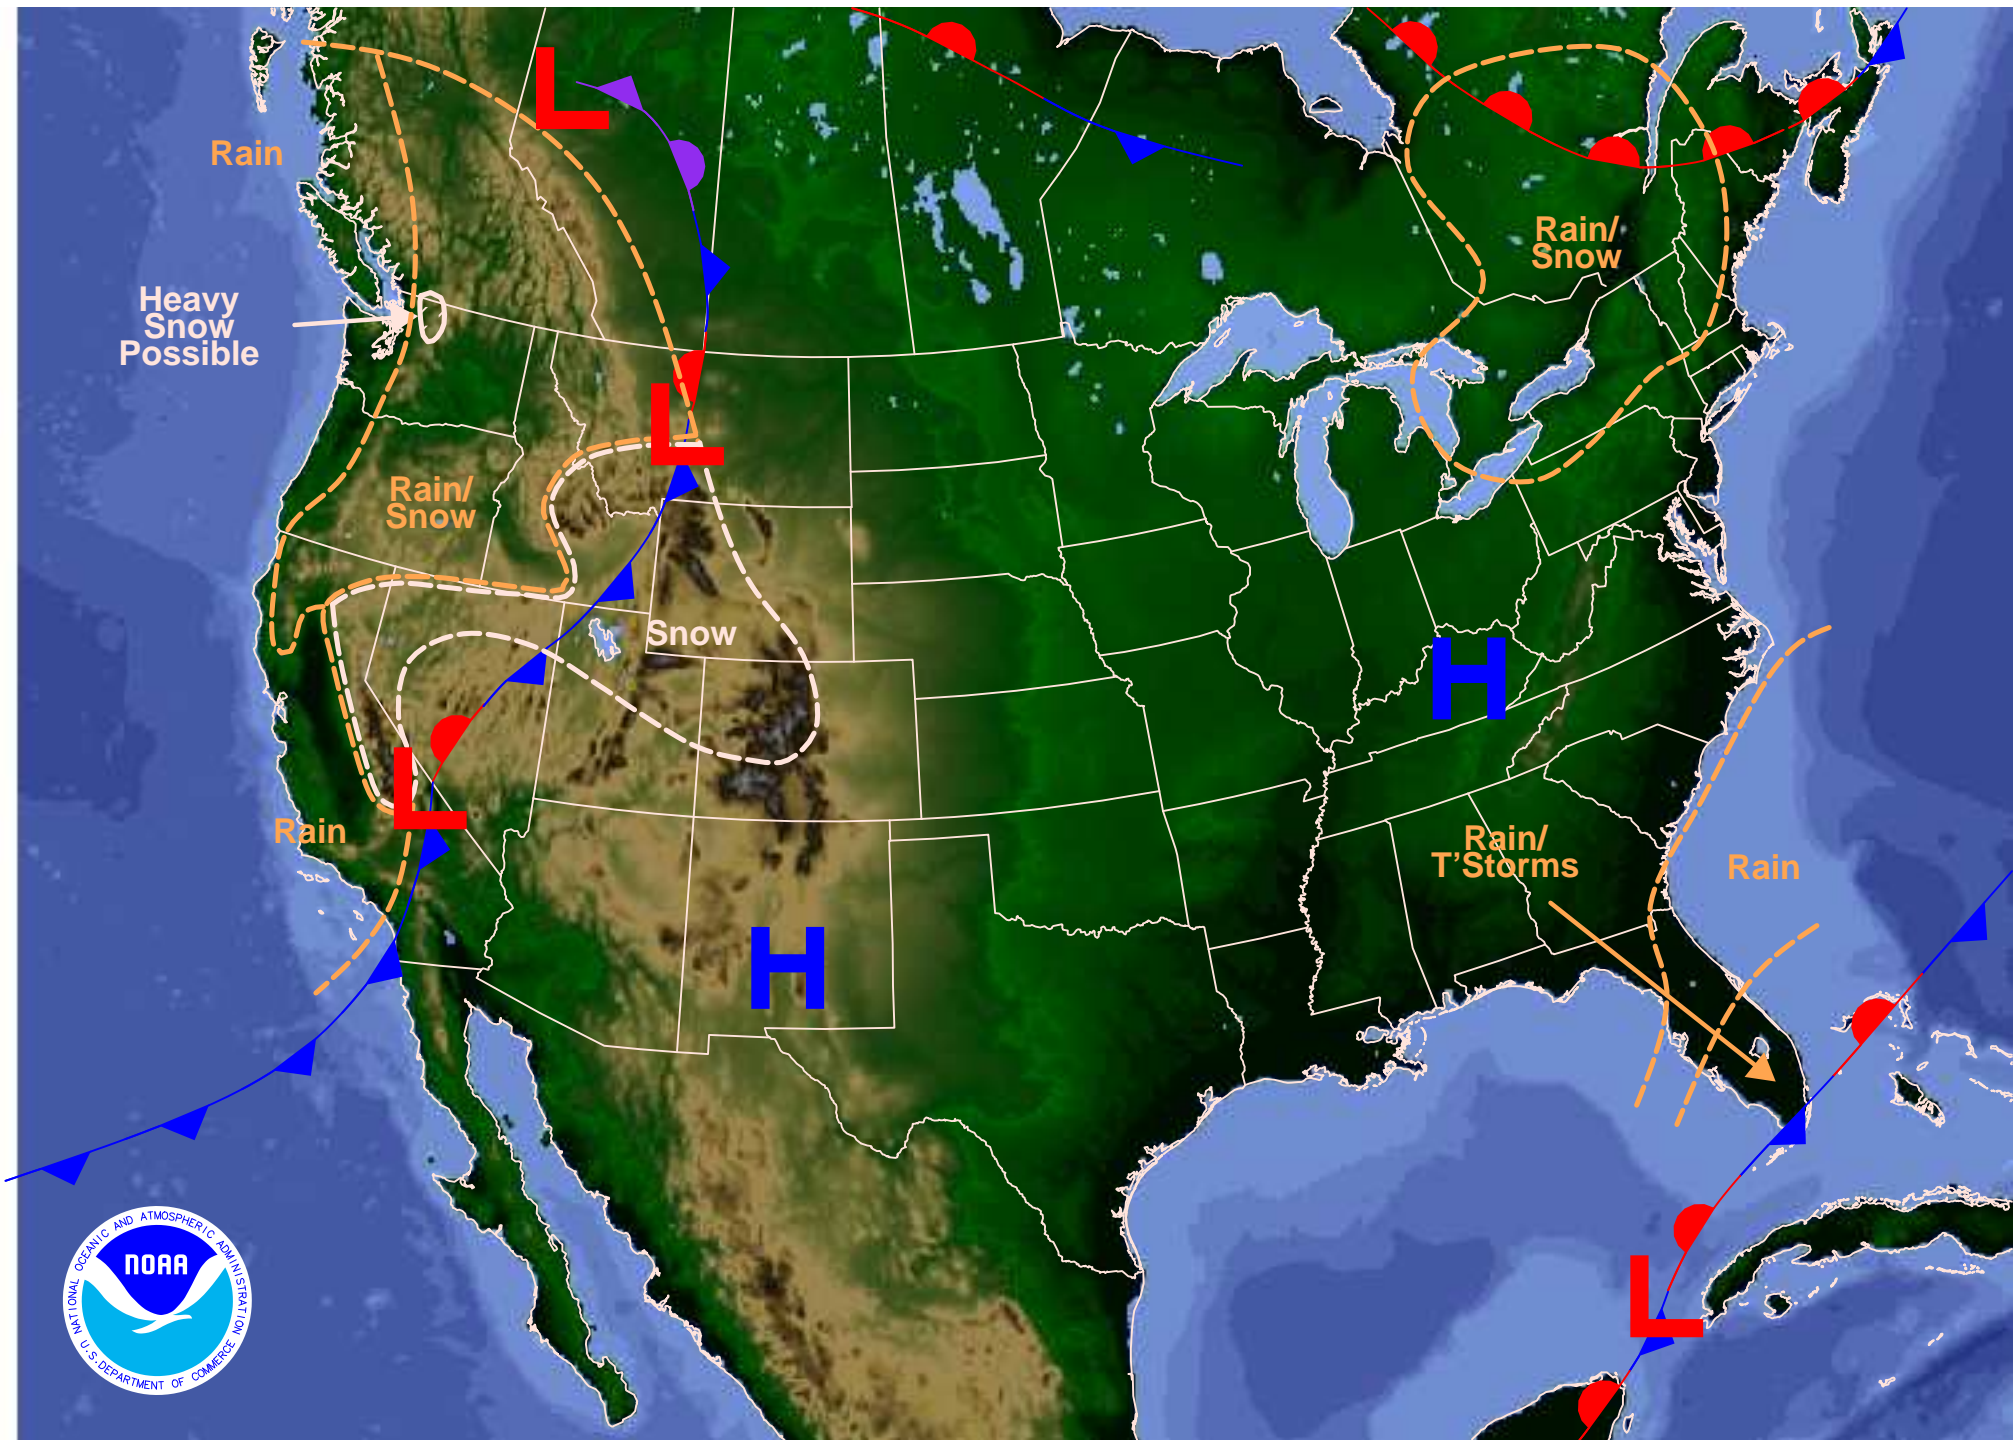 L
Rain
Rain/
Snow
Heavy
Snow
Possible
L
Rain/
Snow
Snow
H
L
Rain
Rain/
T'Storms
Rain
H
L
NATIONAL OCEANIC AND ATMOSPHERIC ADMINISTRATION
NOAA
U.S. DEPARTMENT OF COMMERCE